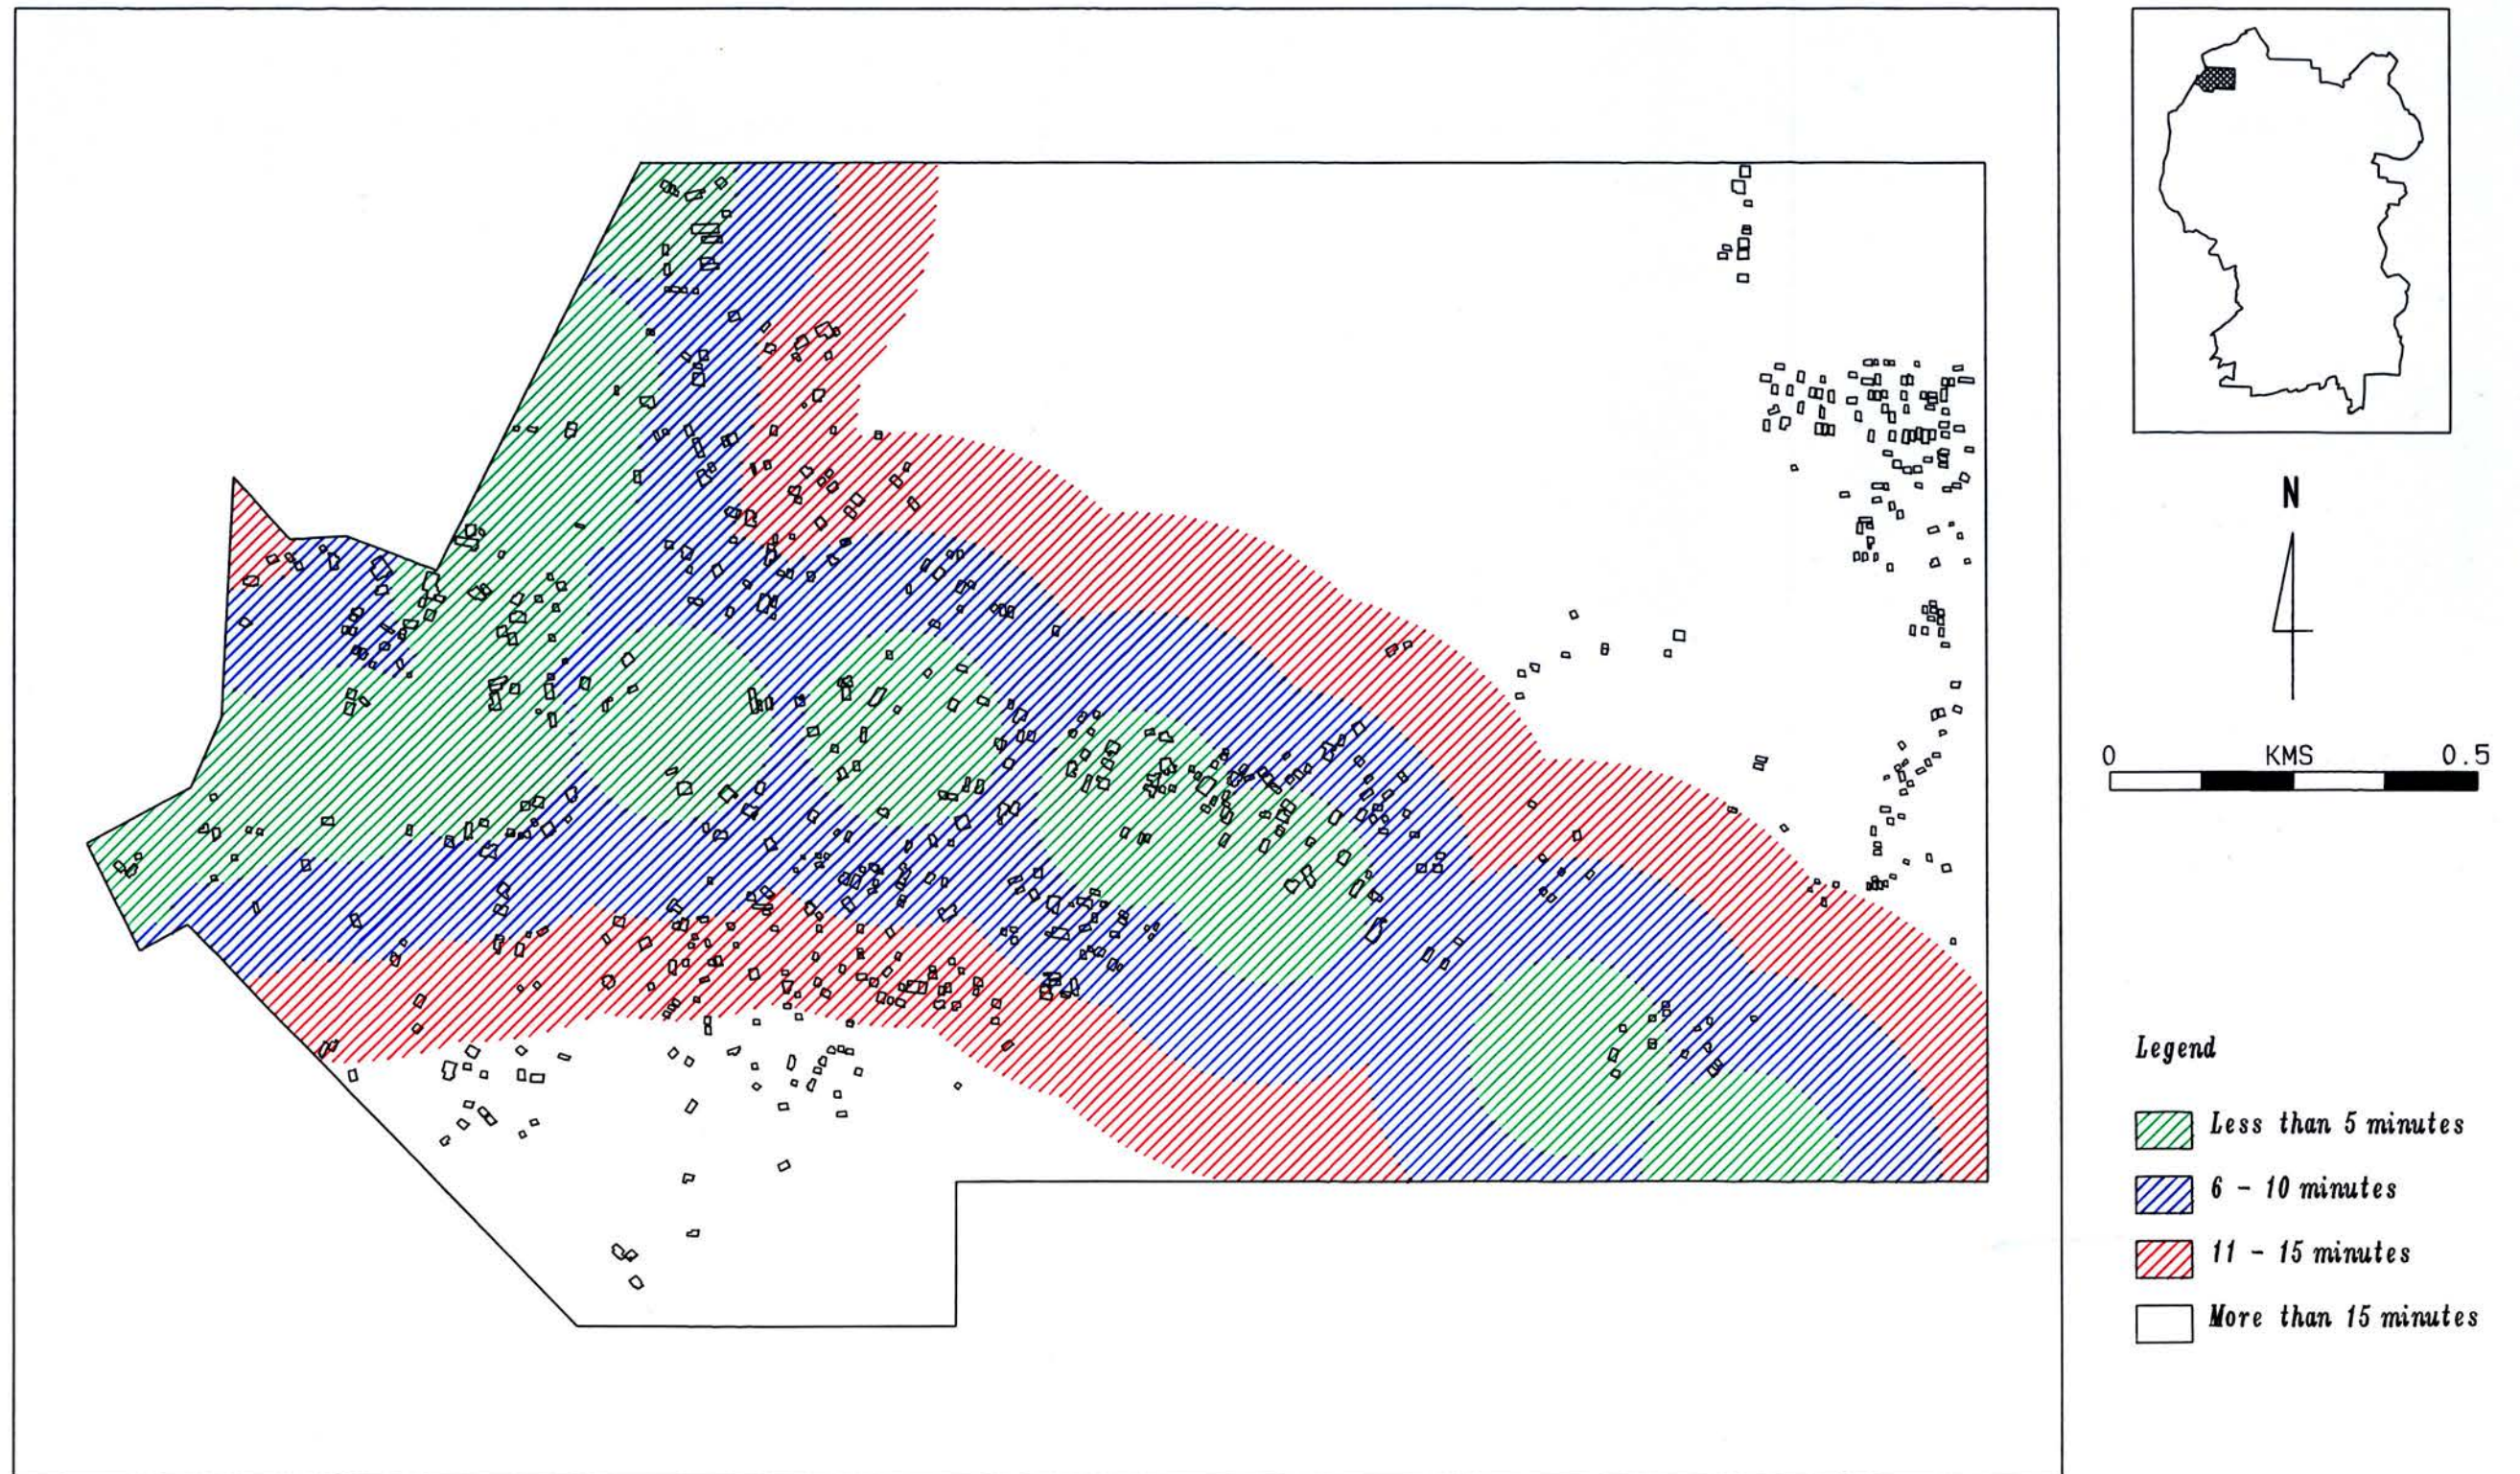 N
0 KMS 0.5
Legend
Less than 5 minutes
6 - 10 minutes
11 - 15 minutes
More than 15 minutes